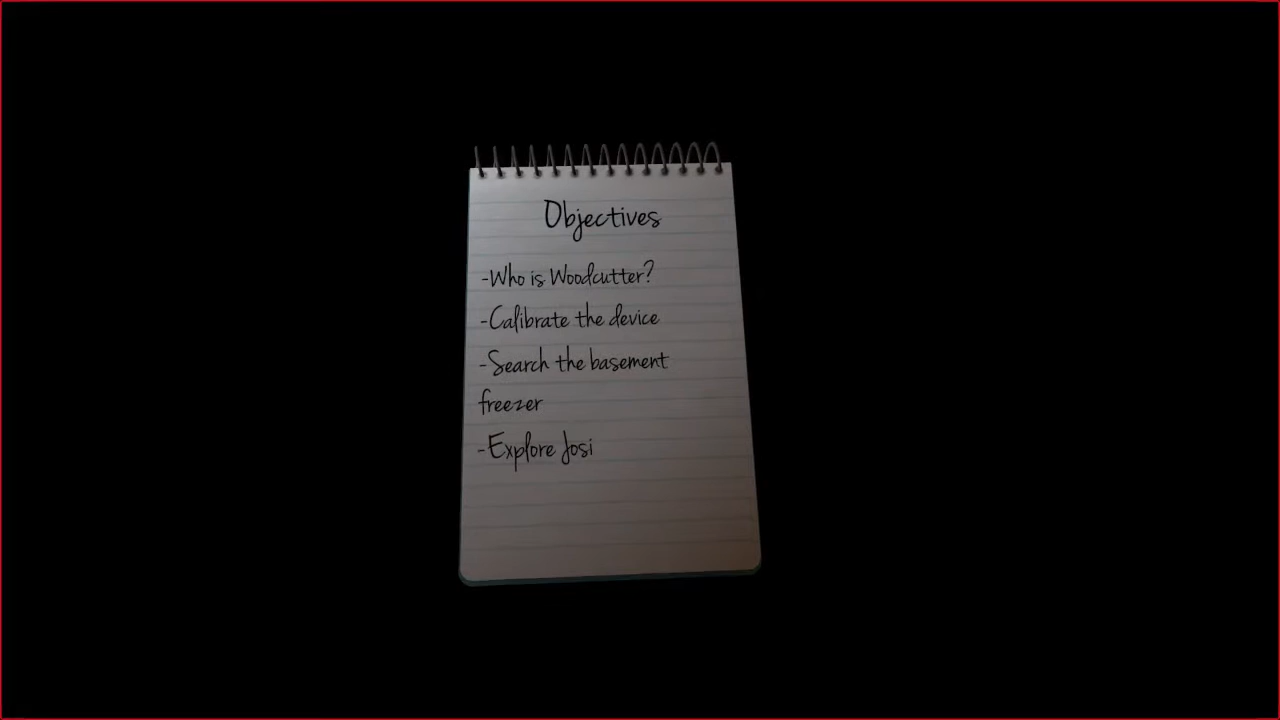 Objectives
-Who is Woodcutter?
-Calibrate the device
-Search the basement
freezer
-Explore Josi